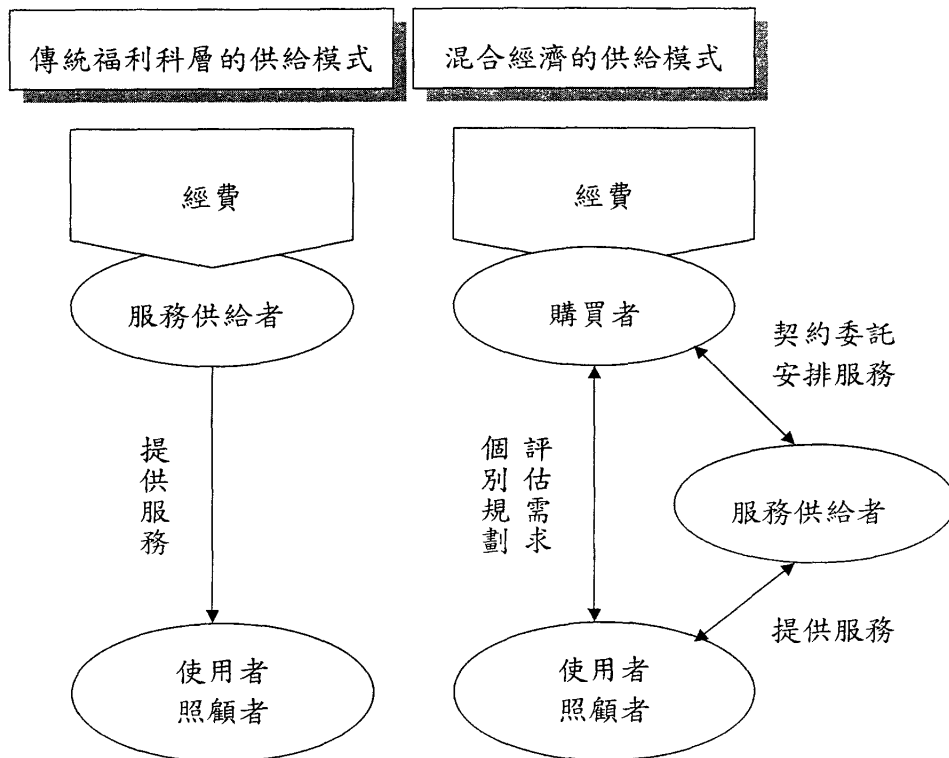 傳統福利科層的供給模式
混合經濟的供給模式
經費
經費
服務供給者
購買者
契約委託
安排服務
提供服務
評估需求
個別規劃
服務供給者
提供服務
使用者
照顧者
使用者
照顧者